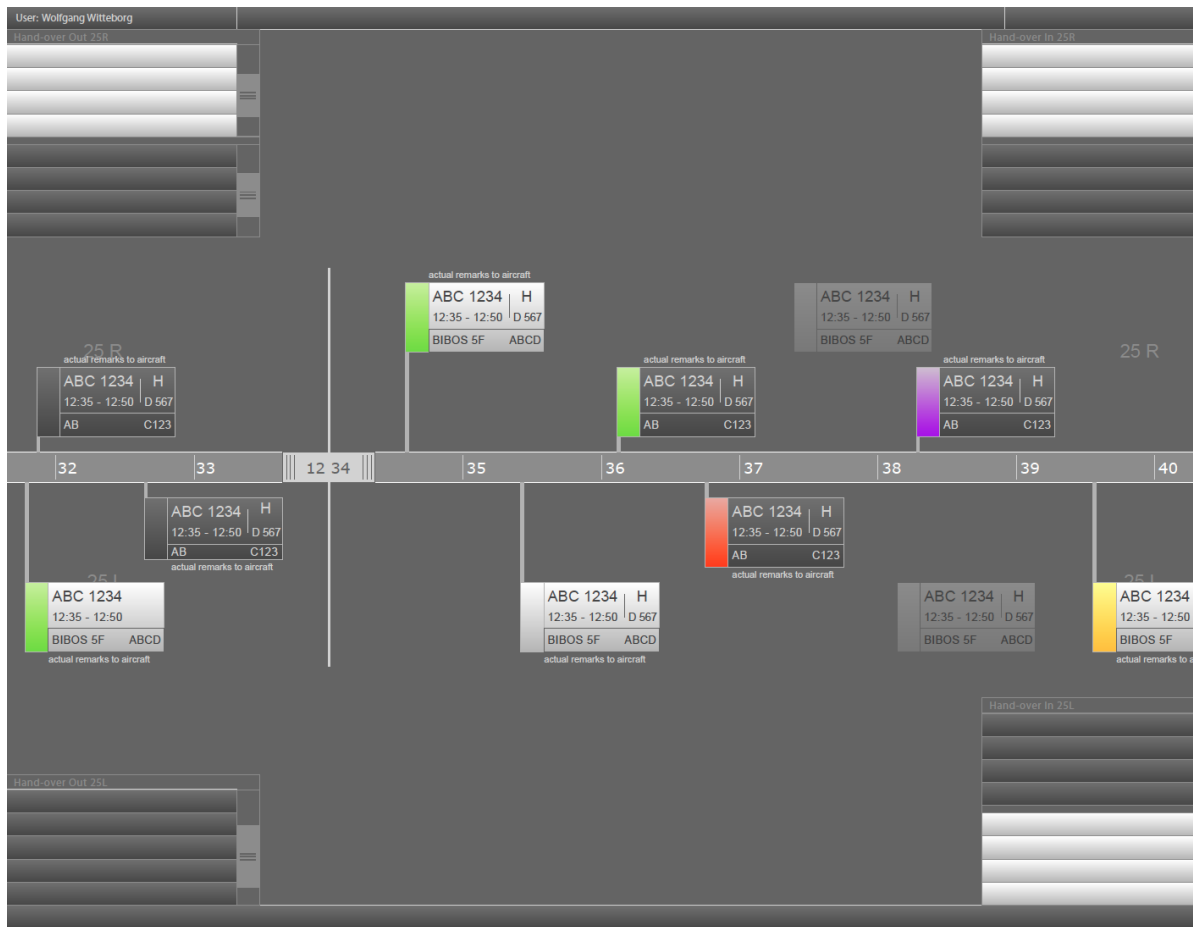 User: Wolfgang Witteborg
Hand-over Out 25R
Hand-over In 25R
actual remarks to aircraft
ABC 1234 H
12:35 - 12:50 D 567
BIBOS 5F ABCD
ABC 1234 H
12:35 - 12:50 D 567
BIBOS 5F ABCD
25 R
25 R
actual remarks to aircraft
ABC 1234 H
12:35 - 12:50 D 567
AB C123
actual remarks to aircraft
ABC 1234 H
12:35 - 12:50 D 567
AB C123
actual remarks to aircraft
ABC 1234 H
12:35 - 12:50 D 567
AB C123
32 33 12 34 35 36 37 38 39 40
ABC 1234 H
12:35 - 12:50 D 567
AB C123
actual remarks to aircraft
ABC 1234 H
12:35 - 12:50 D 567
AB C123
actual remarks to aircraft
25 L
25 L
ABC 1234
12:35 - 12:50
BIBOS 5F ABCD
actual remarks to aircraft
ABC 1234 H
12:35 - 12:50 D 567
BIBOS 5F ABCD
actual remarks to aircraft
ABC 1234 H
12:35 - 12:50 D 567
BIBOS 5F ABCD
ABC 1234
12:35 - 12:50
BIBOS 5F
actual remarks to a
Hand-over In 25L
Hand-over Out 25L